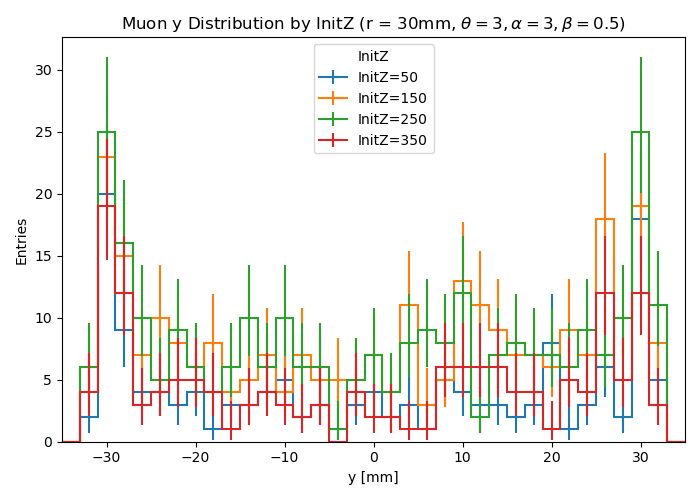 Muon y Distribution by InitZ (r = 30mm, θ = 3, α = 3, β = 0.5)
InitZ
InitZ=50
InitZ=150
InitZ=250
InitZ=350
Entries
30
25
20
15
10
5
0
−30 −20 −10 0 10 20 30
y [mm]